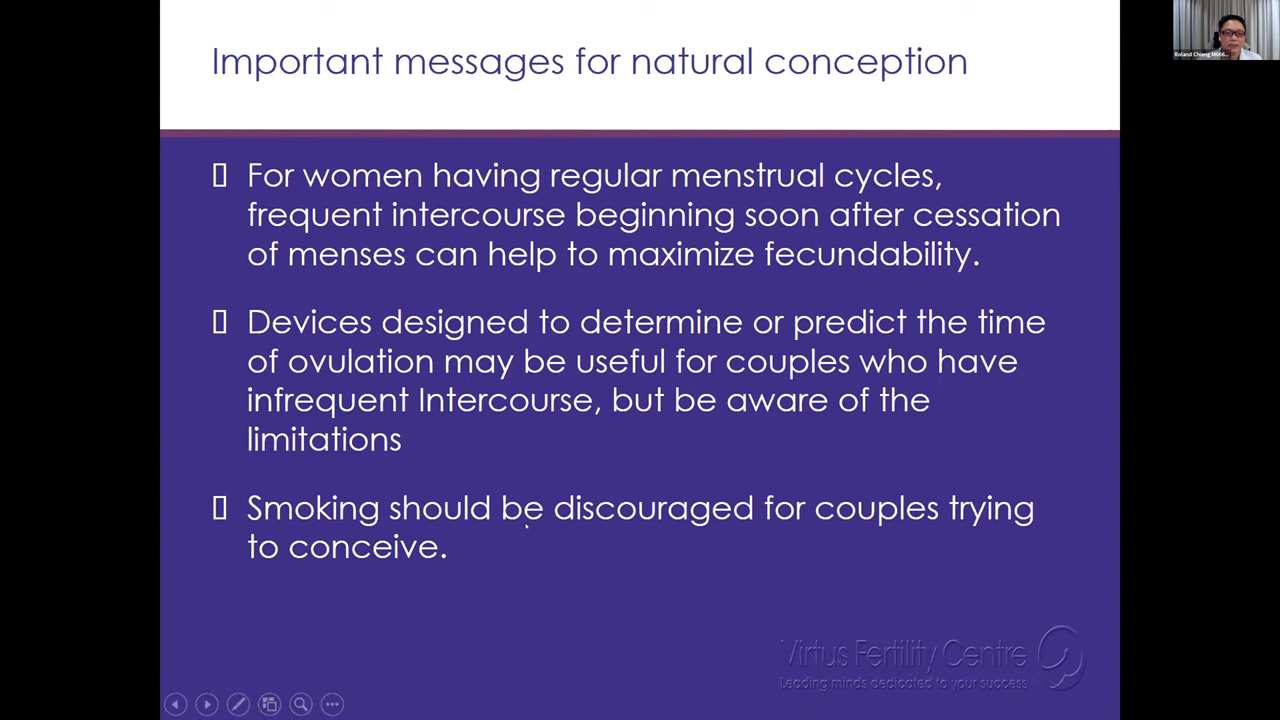 Important messages for natural conception
Roland Chieng
For women having regular menstrual cycles,
frequent intercourse beginning soon after cessation
of menses can help to maximize fecundability.
Devices designed to determine or predict the time
of ovulation may be useful for couples who have
infrequent Intercourse, but be aware of the
limitations
Smoking should be discouraged for couples trying
to conceive.
Virtus Fertility Centre
Leading minds dedicated to your success